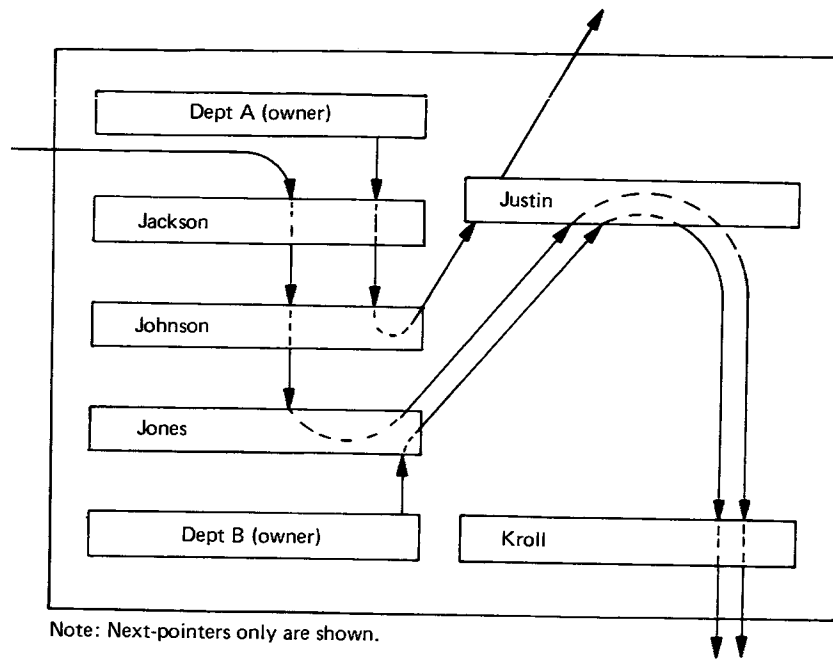 Dept A (owner)
Jackson
Justin
Johnson
Jones
Dept B (owner)
Kroll
Note: Next-pointers only are shown.